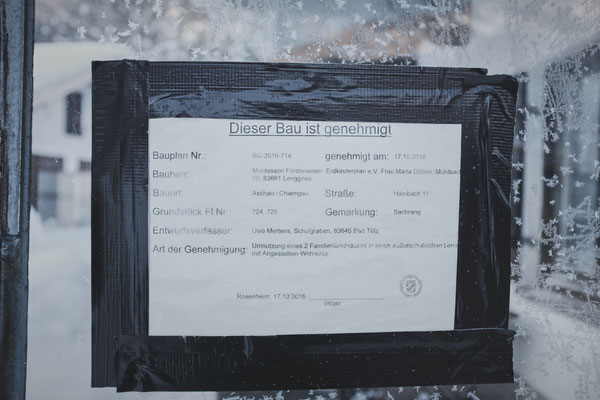 Dieser Bau ist genehmigt
Bauplan Nr.: BG-2016-714 genehmigt am: 17.10.2016
Bauherr: Montessori Förderverein Erdkinderplan e.V. Frau Maria Döbler, Mühlbach
20, 83661 Lenggries
Bauort: Aschau i Chiemgau Straße: Hainbach 11
Grundstück Fl Nr.: 724, 725 Gemarkung: Sachrang
Entwurfsverfasser: Uwe Mertens, Schulgraben, 83646 Bad Tölz
Art der Genehmigung: Umnutzung eines 2 Familienlandhauses in einen außerschulischen Lern
mit Angestellten-Wohnung
Rosenheim, 17.10.2016